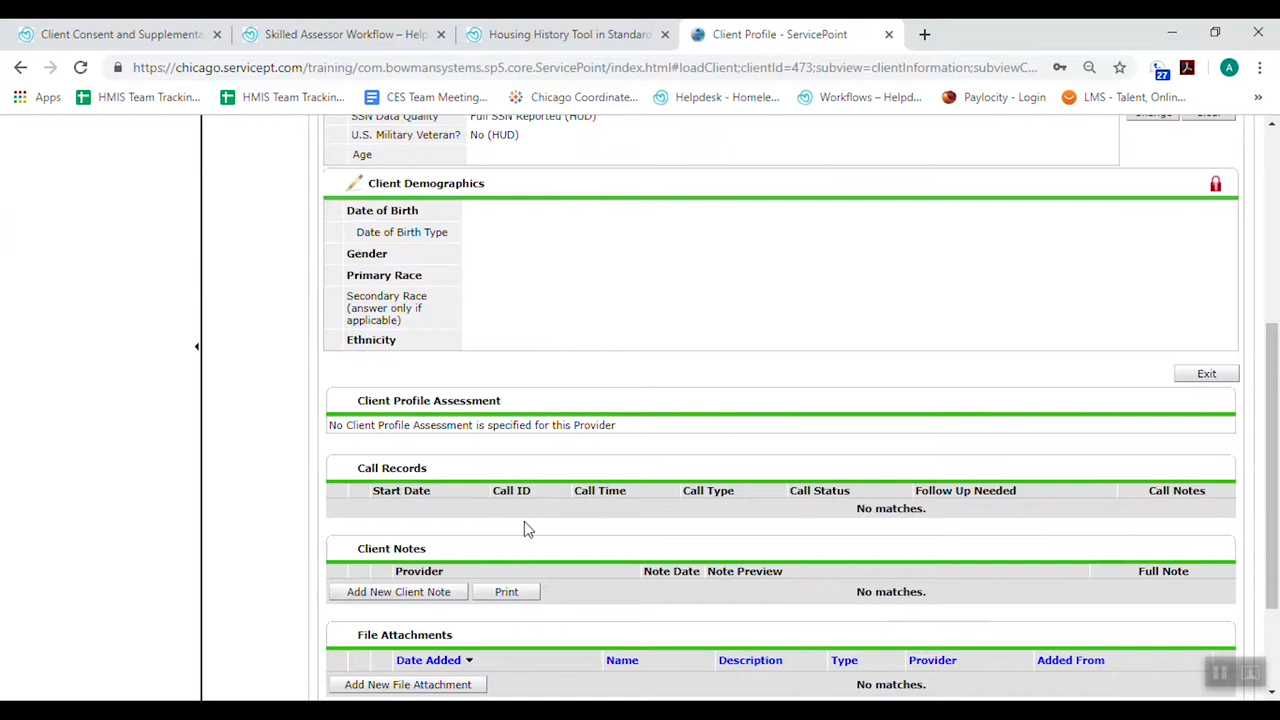 Client Consent and Supplementa
Skilled Assessor Workflow – Help
Housing History Tool in Standard
Client Profile - ServicePoint
https://chicago.servicept.com/training/com.bowmansystems.sp5.core.ServicePoint/index.html#loadClient;clientId=473;subview=clientInformation;subviewC...
27
A
Apps
HMIS Team Trackin...
HMIS Team Trackin...
CES Team Meeting...
Chicago Coordinate...
Helpdesk - Homele...
Workflows – Helpd...
Paylocity - Login
LMS - Talent, Onlin...
»
SSN Data Quality Full SSN Reported (HUD)
Change Clear
U.S. Military Veteran? No (HUD)
Age
Client Demographics
Date of Birth
Date of Birth Type
Gender
Primary Race
Secondary Race
(answer only if
applicable)
Ethnicity
Exit
Client Profile Assessment
No Client Profile Assessment is specified for this Provider
Call Records
Start Date Call ID Call Time Call Type Call Status Follow Up Needed Call Notes
No matches.
Client Notes
Provider Note Date Note Preview Full Note
Add New Client Note Print No matches.
File Attachments
Date Added Name Description Type Provider Added From
Add New File Attachment No matches.